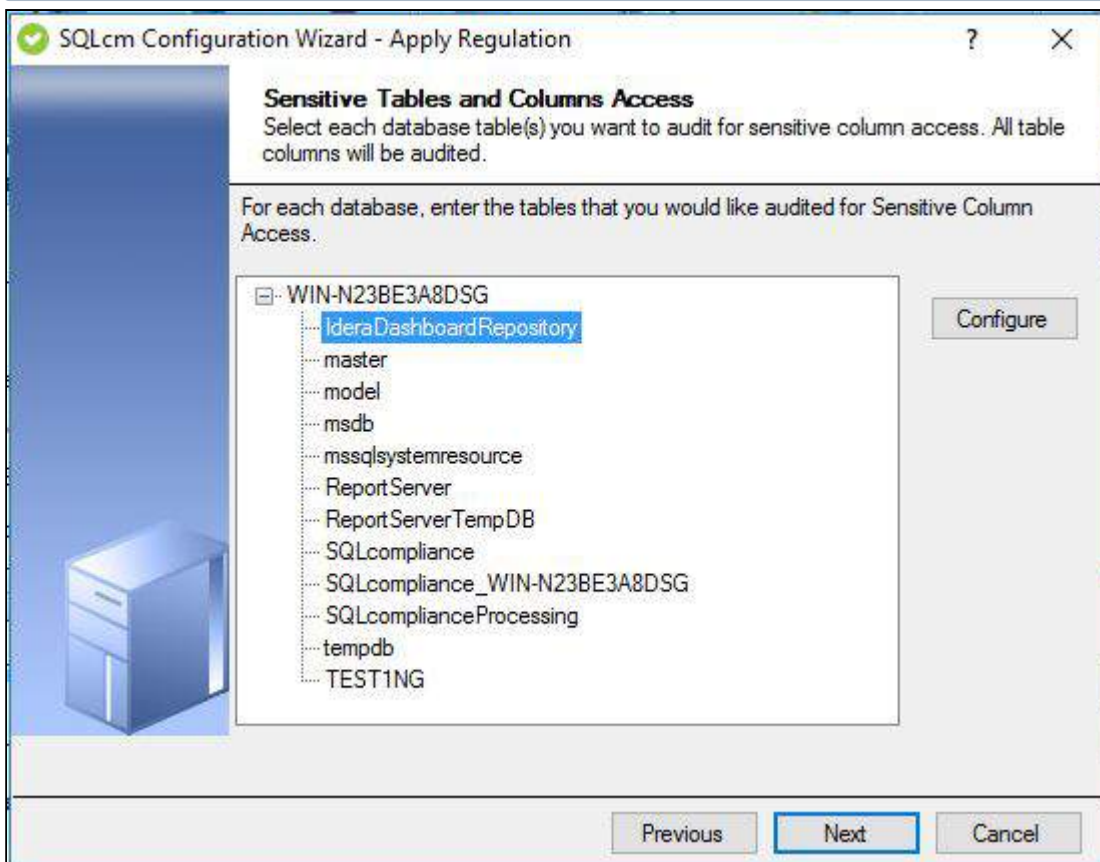 SQLcm Configuration Wizard - Apply Regulation ? X
Sensitive Tables and Columns Access
Select each database table(s) you want to audit for sensitive column access. All table
columns will be audited.
For each database, enter the tables that you would like audited for Sensitive Column
Access.
WIN-N23BE3A8DSG
Configure
IderaDashboardRepository
master
model
msdb
mssqlsystemresource
ReportServer
ReportServerTempDB
SQLcompliance
SQLcompliance_WIN-N23BE3A8DSG
SQLcomplianceProcessing
tempdb
TEST1NG
Previous Next Cancel